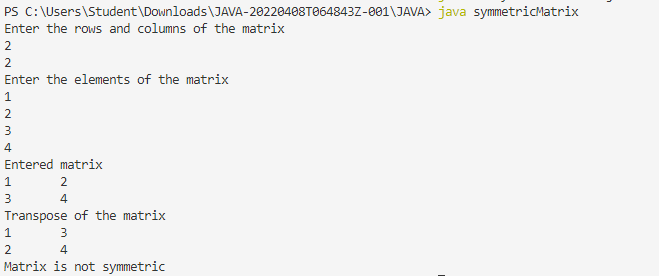 PS C:\Users\Student\Downloads\JAVA-20220408T064843Z-001\JAVA> java symmetricMatrix
Enter the rows and columns of the matrix
2
2
Enter the elements of the matrix
1
2
3
4
Entered matrix
1 2
3 4
Transpose of the matrix
1 3
2 4
Matrix is not symmetric